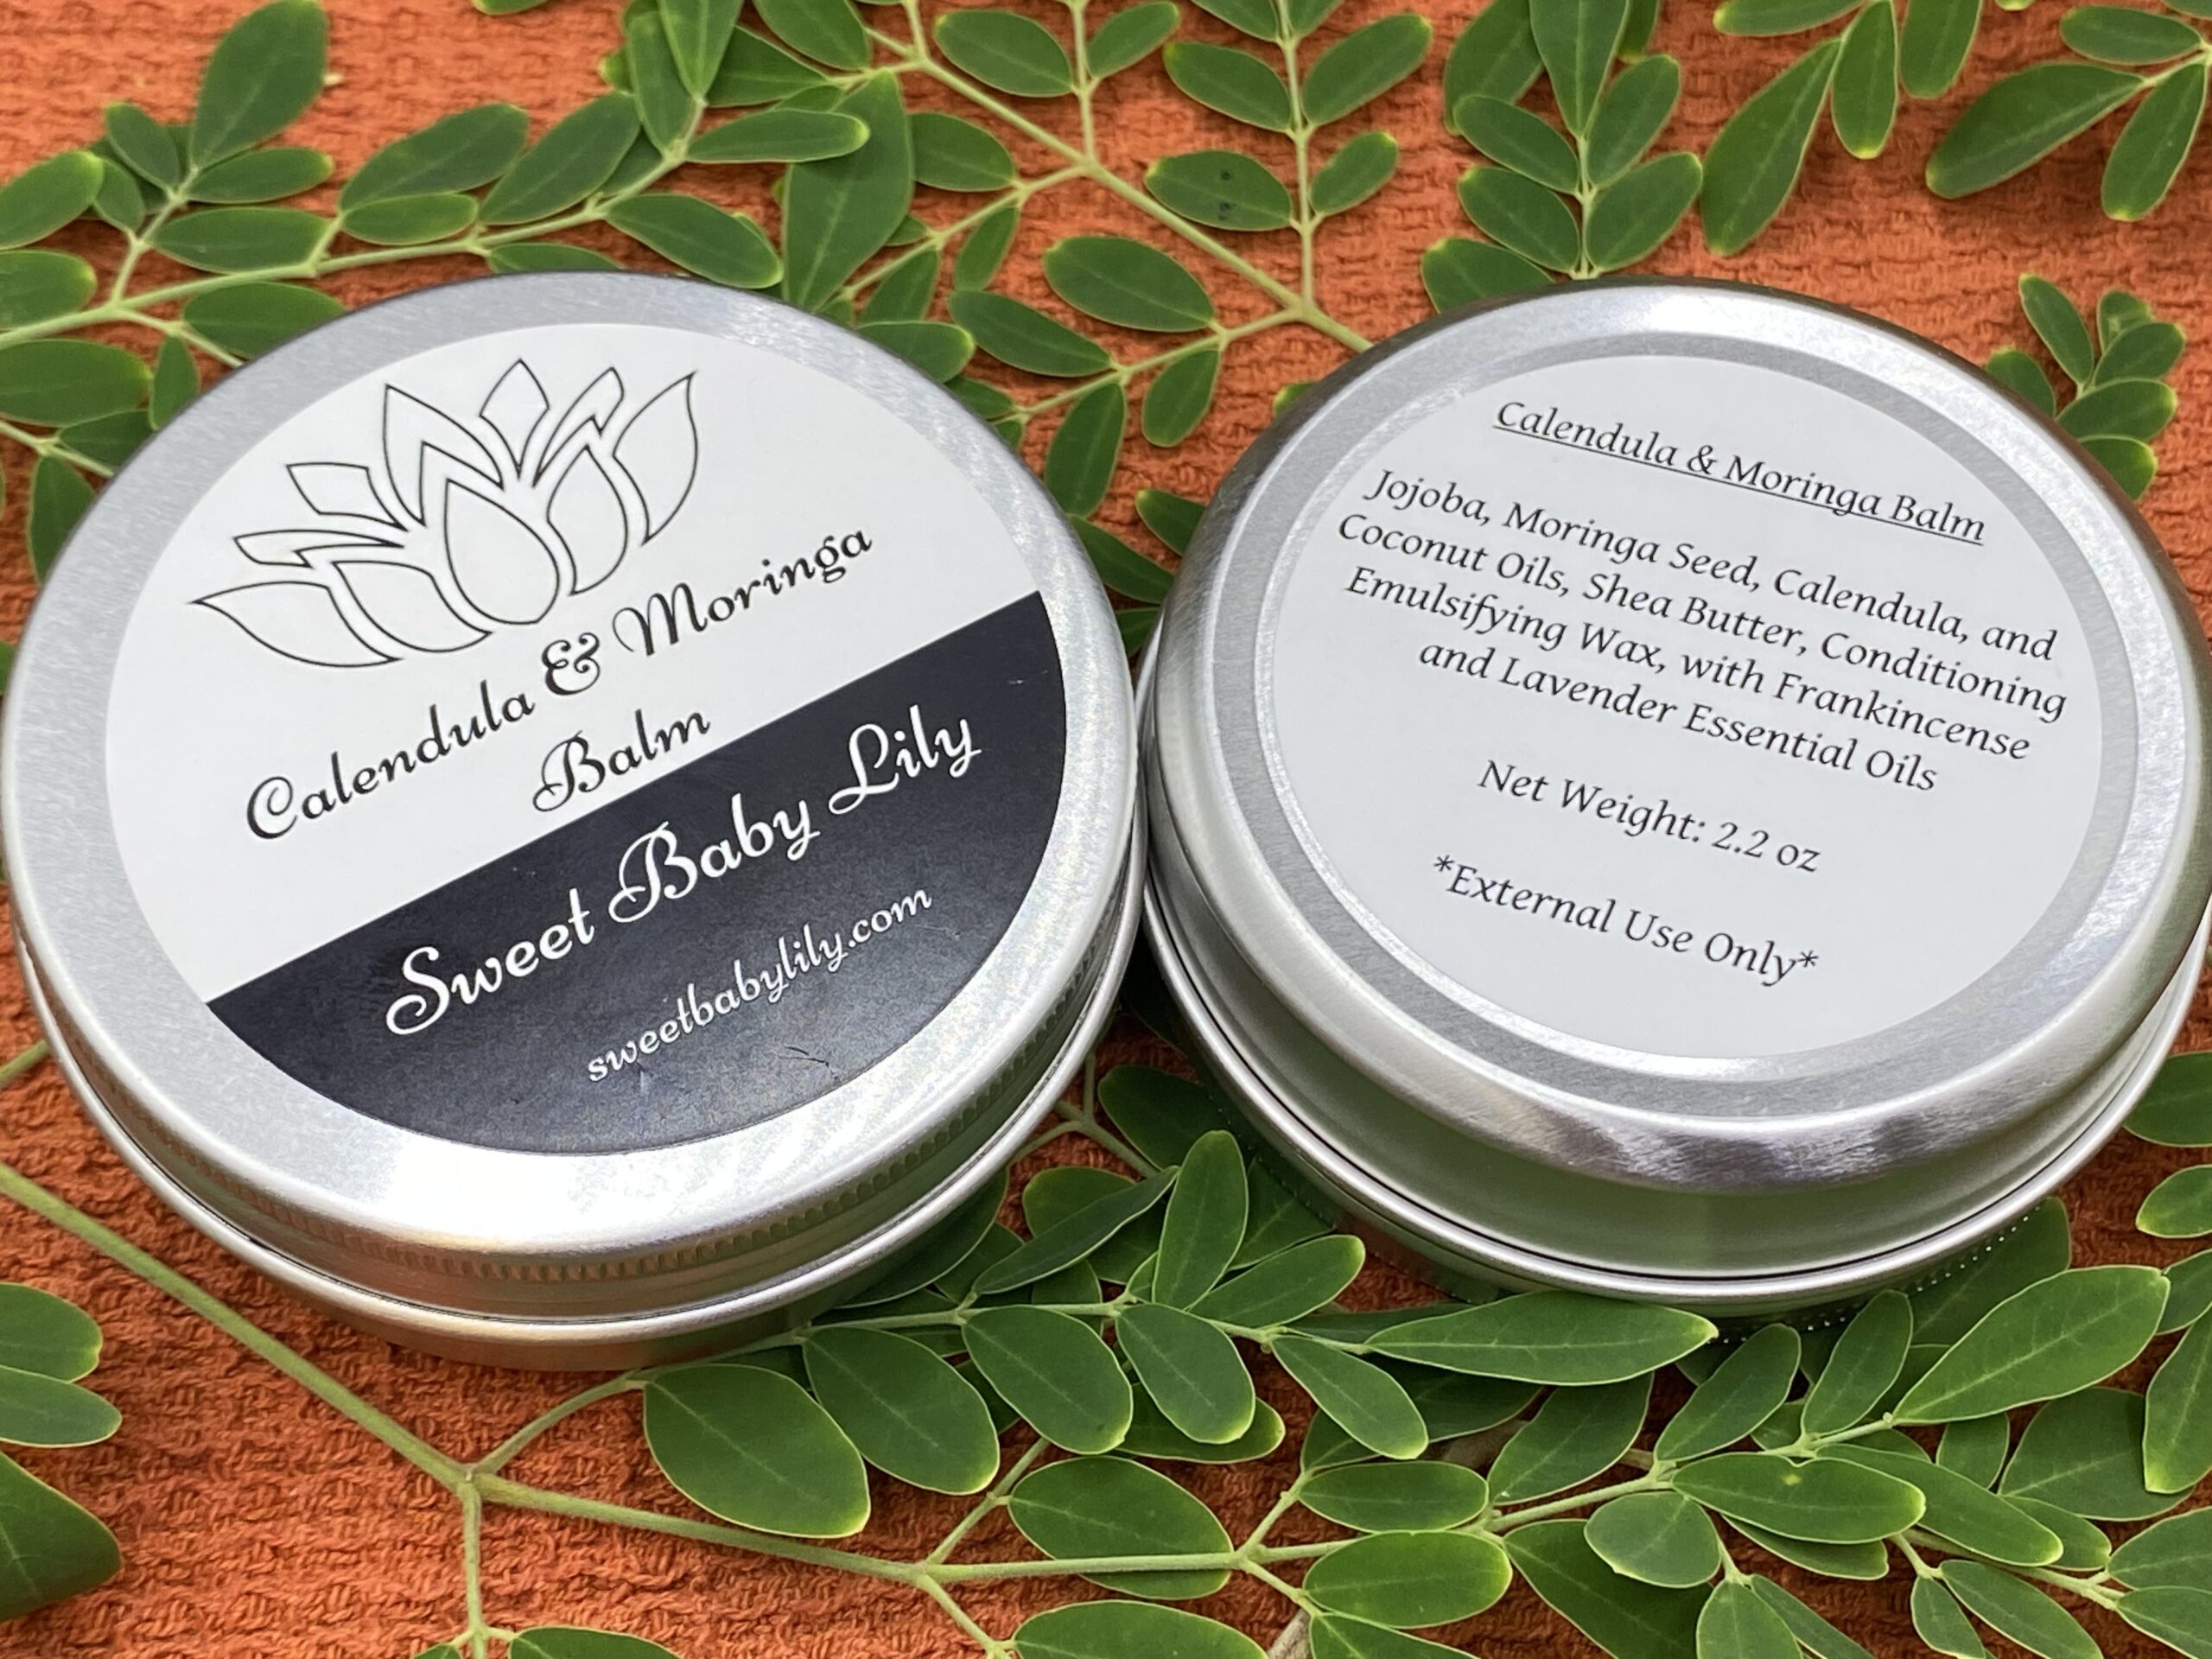 Calendula & Moringa
Balm
Sweet Baby Lily
sweetbabylily.com
Calendula & Moringa Balm
Jojoba, Moringa Seed, Calendula, and
Coconut Oils, Shea Butter, Conditioning
Emulsifying Wax, with Frankincense
and Lavender Essential Oils
Net Weight: 2.2 oz
*External Use Only*